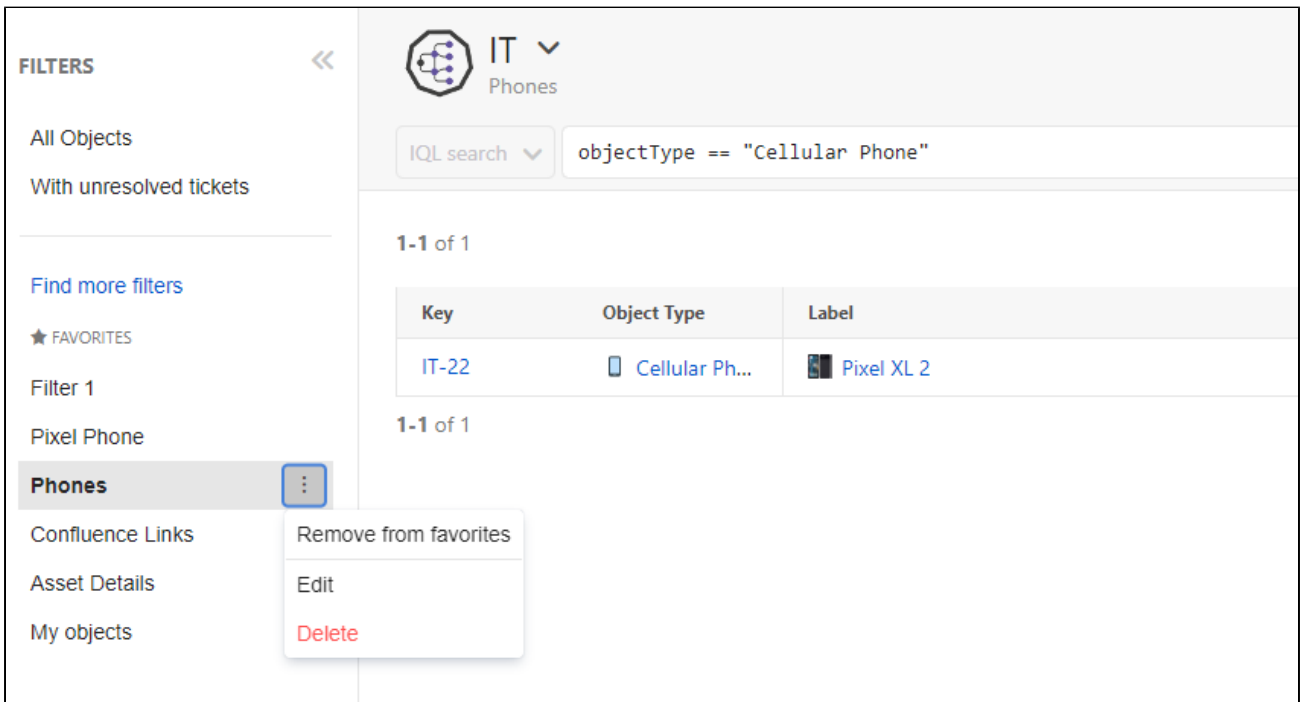 FILTERS
All Objects
With unresolved tickets
Find more filters
FAVORITES
Filter 1
Pixel Phone
Phones
Confluence Links
Asset Details
My objects
Remove from favorites
Edit
Delete
IT
Phones
IQL search
objectType == "Cellular Phone"
1-1 of 1
Key Object Type Label
IT-22 Cellular Ph... Pixel XL 2
1-1 of 1